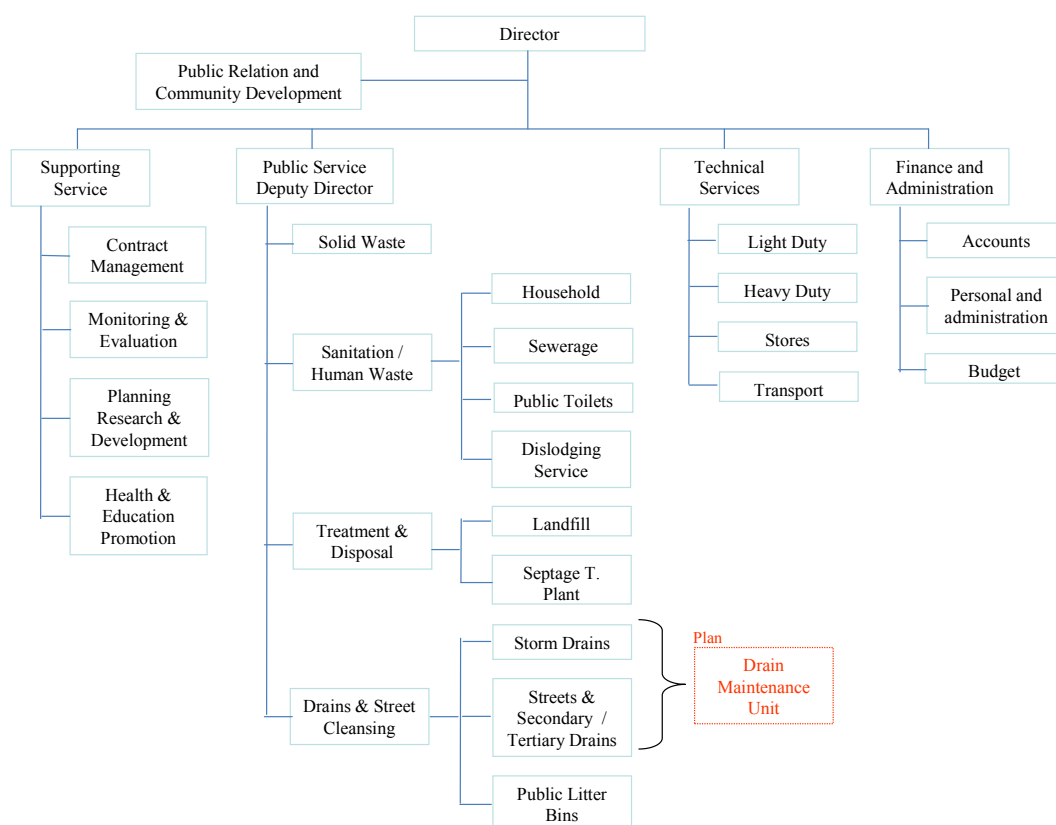 Director
Public Relation and
Community Development
Supporting
Service
Public Service
Deputy Director
Technical
Services
Finance and
Administration
Contract
Management
Monitoring &
Evaluation
Planning
Research &
Development
Health &
Education
Promotion
Solid Waste
Sanitation /
Human Waste
Household
Sewerage
Public Toilets
Dislodging
Service
Treatment &
Disposal
Landfill
Septage T.
Plant
Drains & Street
Cleansing
Storm Drains
Streets &
Secondary /
Tertiary Drains
Public Litter
Bins
Plan
Drain
Maintenance
Unit
Light Duty
Heavy Duty
Stores
Transport
Accounts
Personal and
administration
Budget